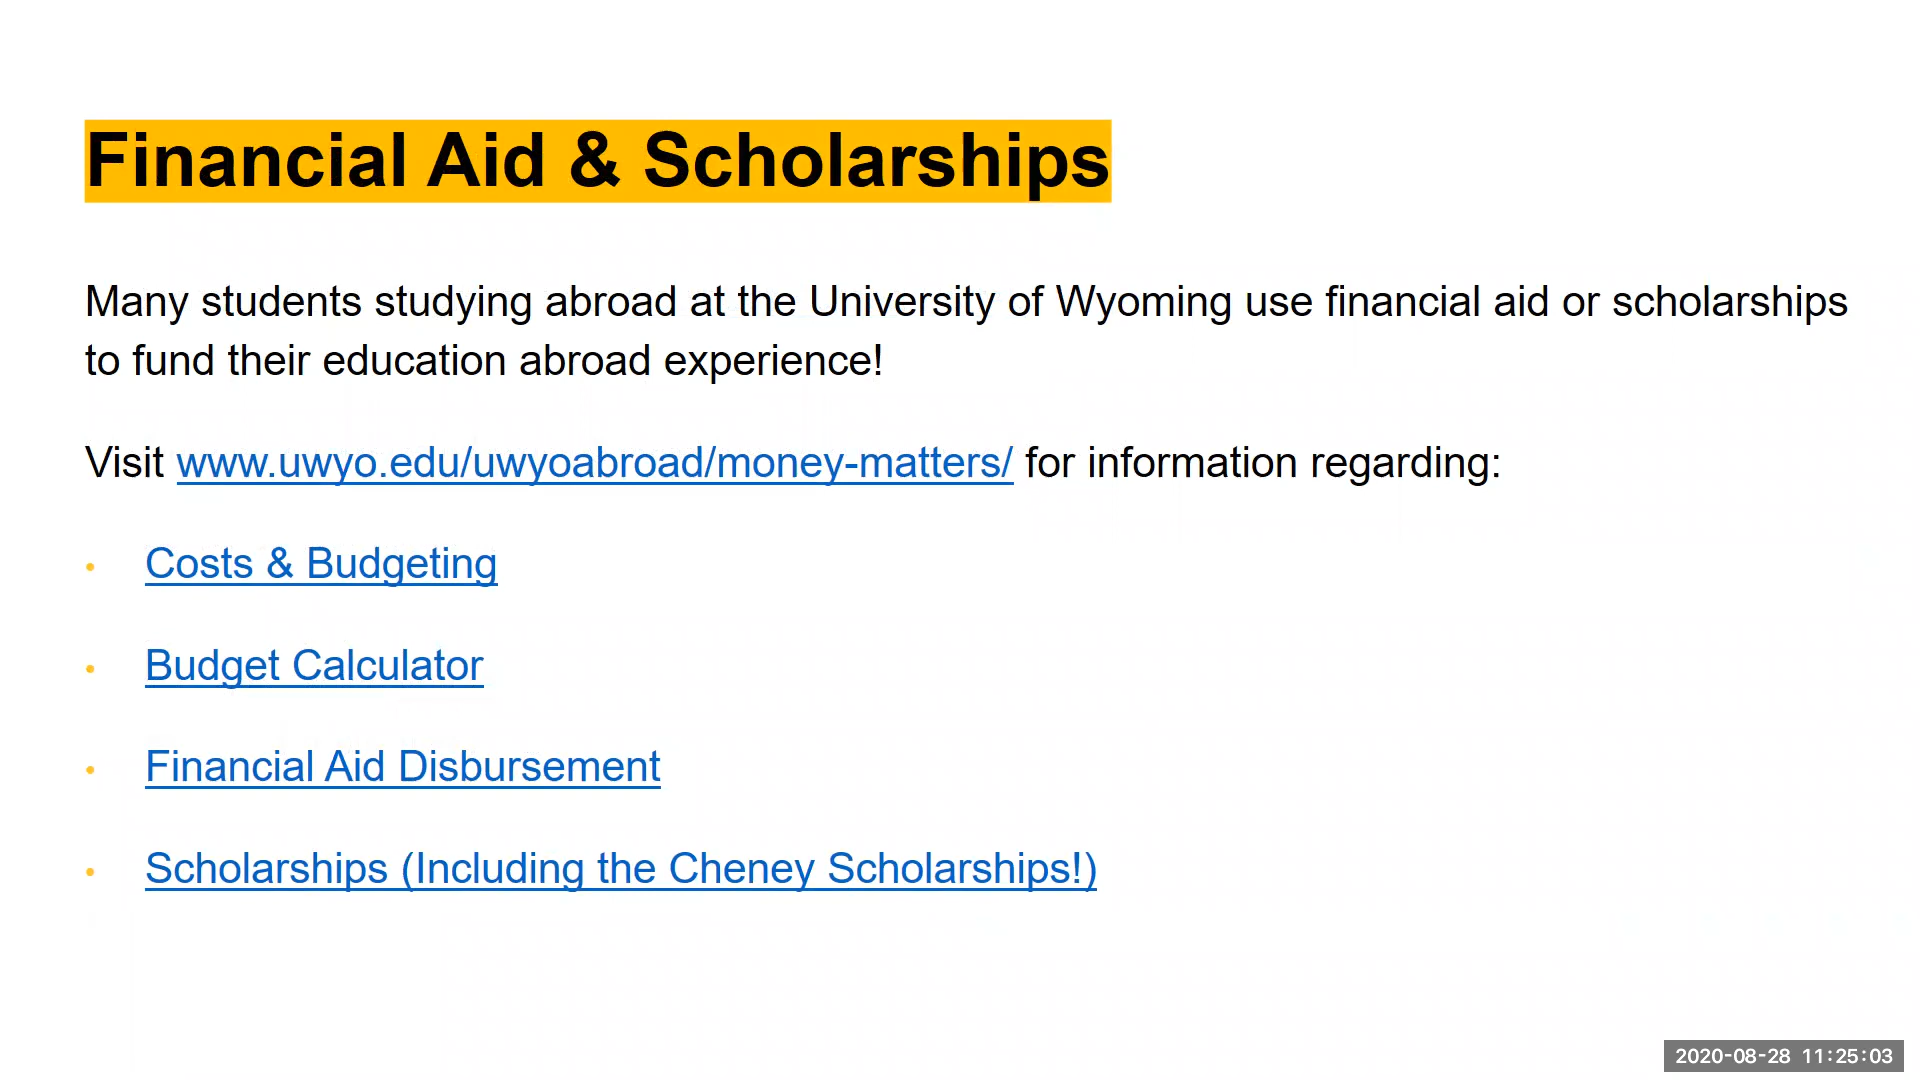 Financial Aid & Scholarships
Many students studying abroad at the University of Wyoming use financial aid or scholarships
to fund their education abroad experience!
Visit www.uwyo.edu/uwyoabroad/money-matters/ for information regarding:
• Costs & Budgeting
• Budget Calculator
• Financial Aid Disbursement
• Scholarships (Including the Cheney Scholarships!)
2020-08-28 11:25:03